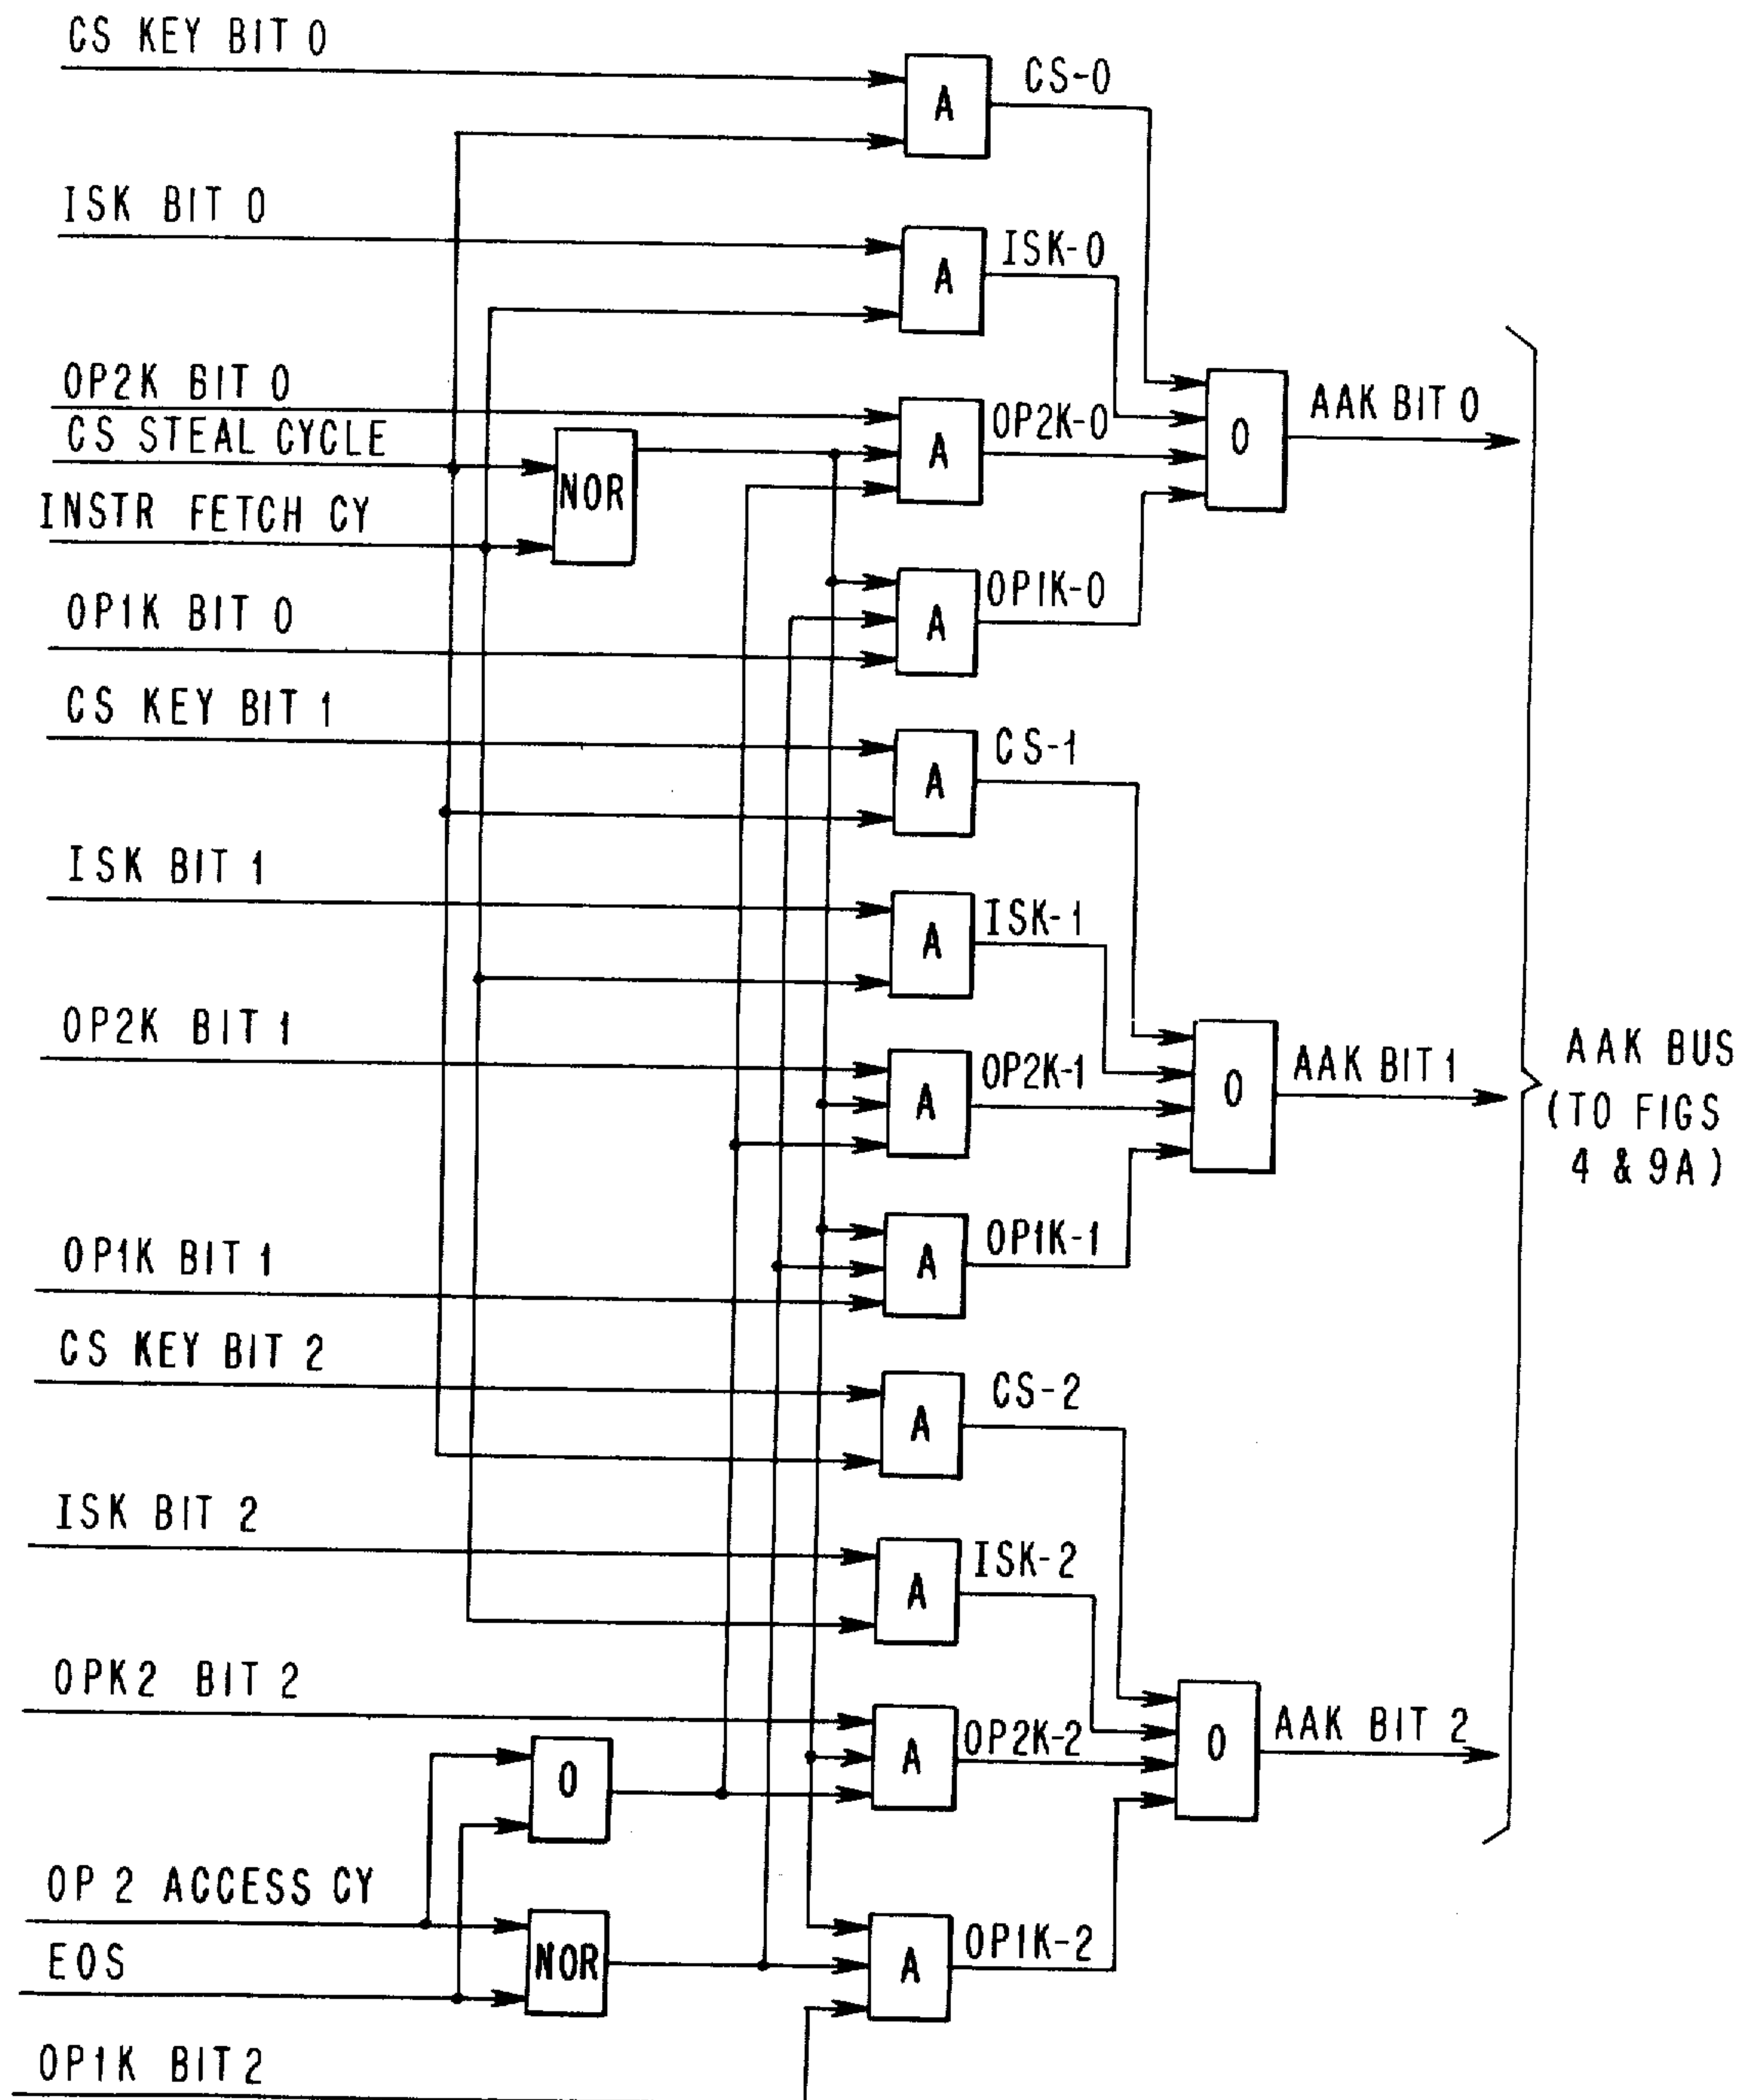 CS KEY BIT 0
A
CS-0
ISK BIT 0
A
ISK-0
OP2K BIT 0
A
OP2K-0
O
AAK BIT 0
CS STEAL CYCLE
NOR
INSTR FETCH CY
OP1K BIT 0
A
OP1K-0
CS KEY BIT 1
A
CS-1
ISK BIT 1
A
ISK-1
OP2K BIT 1
A
OP2K-1
O
AAK BIT 1
AAK BUS
(TO FIGS
4 & 9A)
OP1K BIT 1
A
OP1K-1
CS KEY BIT 2
A
CS-2
ISK BIT 2
A
ISK-2
OPK2 BIT 2
A
OP2K-2
O
AAK BIT 2
O
OP 2 ACCESS CY
EOS
NOR
A
OP1K-2
OP1K BIT 2